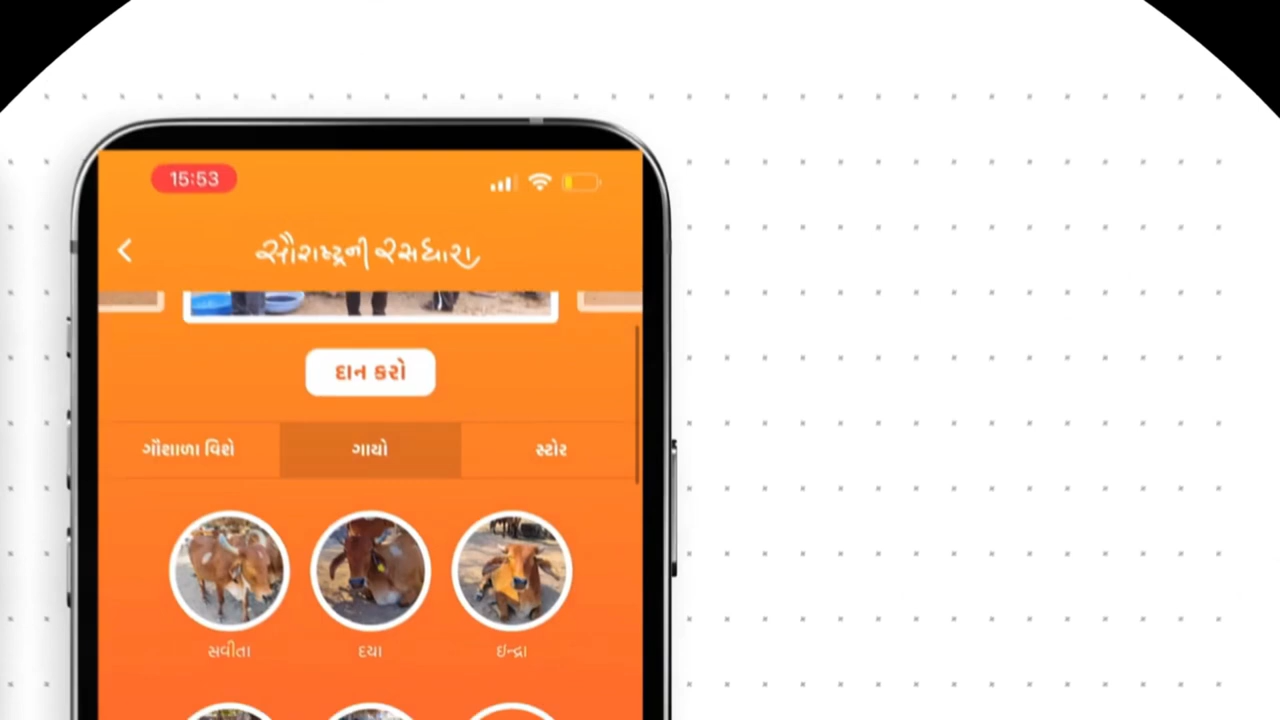 15:53
સૌરાષ્ટ્રની રસધારા
દાન કરો
ગૌશાળા વિશે ગાયો સ્ટોર
સવીતા દયા ઇન્દ્રા